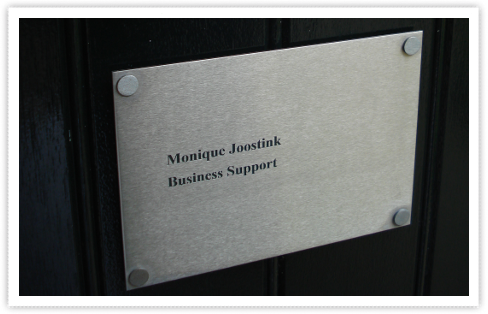 Monique Joostink
Business Support